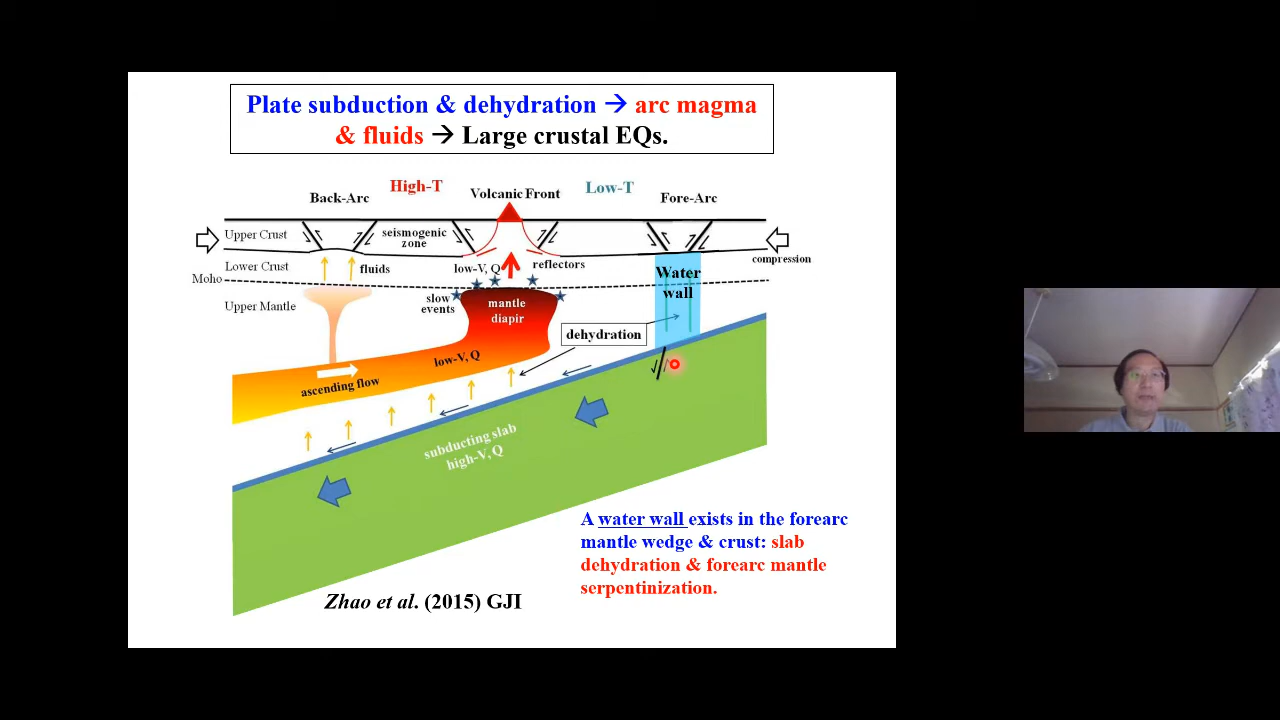 Plate subduction & dehydration → arc magma
& fluids → Large crustal EQs.
High-T
Volcanic Front
Low-T
Back-Arc
Fore-Arc
Upper Crust
seismogenic
zone
compression
Lower Crust
fluids
low-V, Q
reflectors
Water
wall
Moho
Upper Mantle
slow
events
mantle
diapir
dehydration
low-V, Q
ascending flow
subducting slab
high-V, Q
A water wall exists in the forearc
mantle wedge & crust: slab
dehydration & forearc mantle
serpentinization.
Zhao et al. (2015) GJI